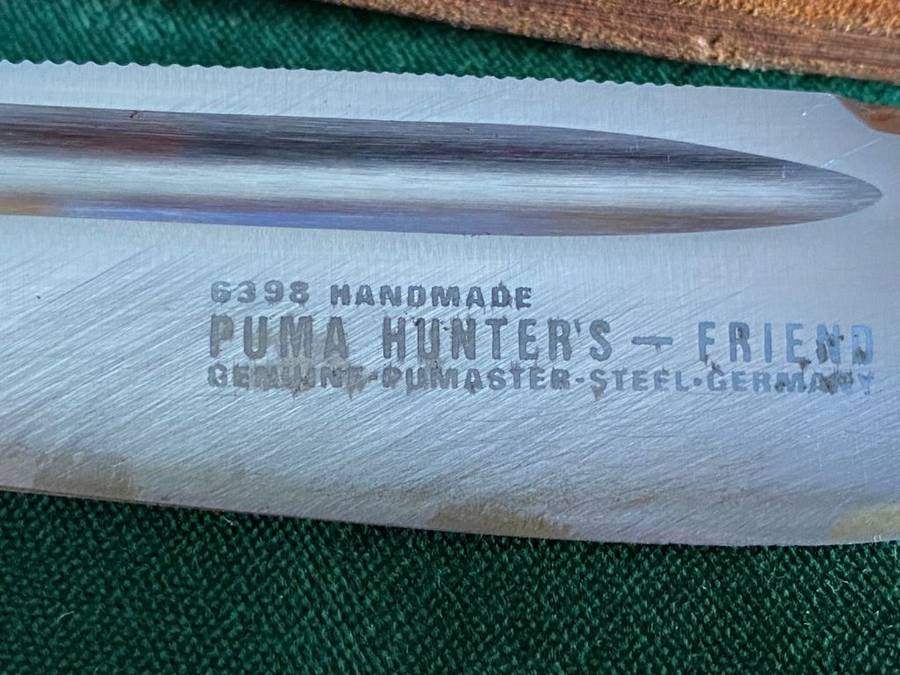 6398 HANDMADE
PUMA HUNTER'S — FRIEND
GENUINE-PUMASTER-STEEL-GERMANY